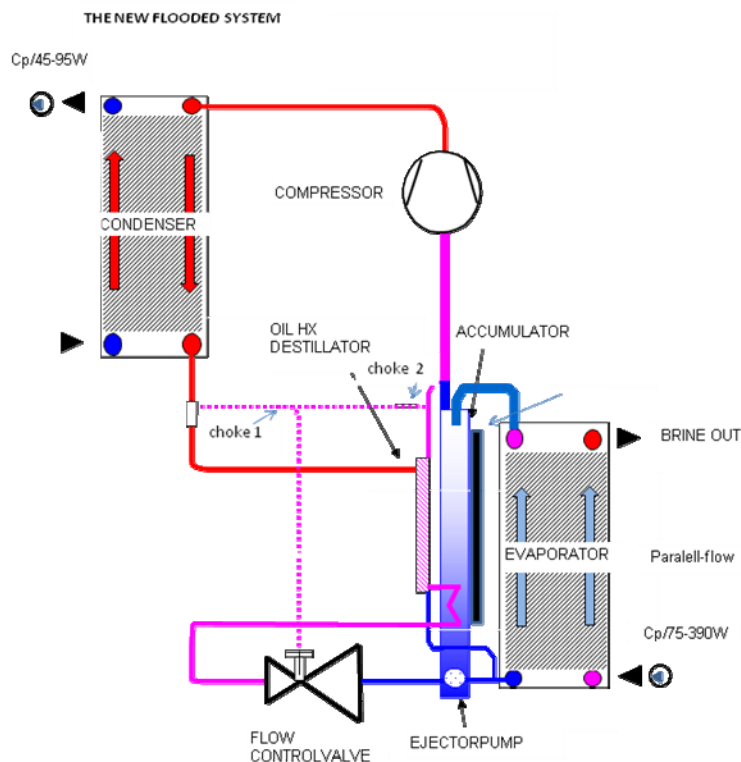 THE NEW FLOODED SYSTEM
Cp/45-95W
COMPRESSOR
CONDENSER
OIL HX
DESTILLATOR
ACCUMULATOR
choke 2
choke 1
BRINE OUT
EVAPORATOR
Paralell-flow
Cp/75-390W
FLOW
CONTROLVALVE
EJECTORPUMP